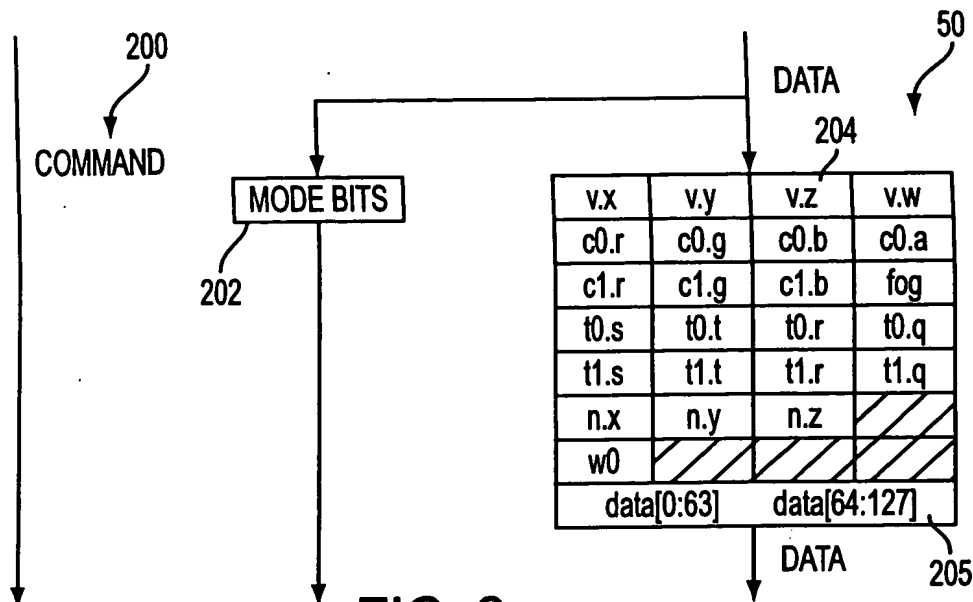 200
50
DATA
COMMAND
204
MODE BITS
202
v.x v.y v.z v.w
c0.r c0.g c0.b c0.a
c1.r c1.g c1.b fog
t0.s t0.t t0.r t0.q
t1.s t1.t t1.r t1.q
n.x n.y n.z
w0
data[0:63] data[64:127]
DATA
205